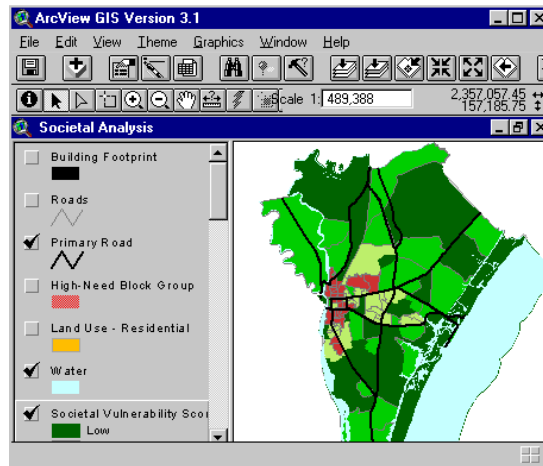 ArcView GIS Version 3.1
File Edit View Theme Graphics Window Help
Scale 1: 489,388
2,357,057.45
157,185.75
Societal Analysis
Building Footprint
Roads
Primary Road
High-Need Block Group
Land Use - Residential
Water
Societal Vulnerability Scor
Low